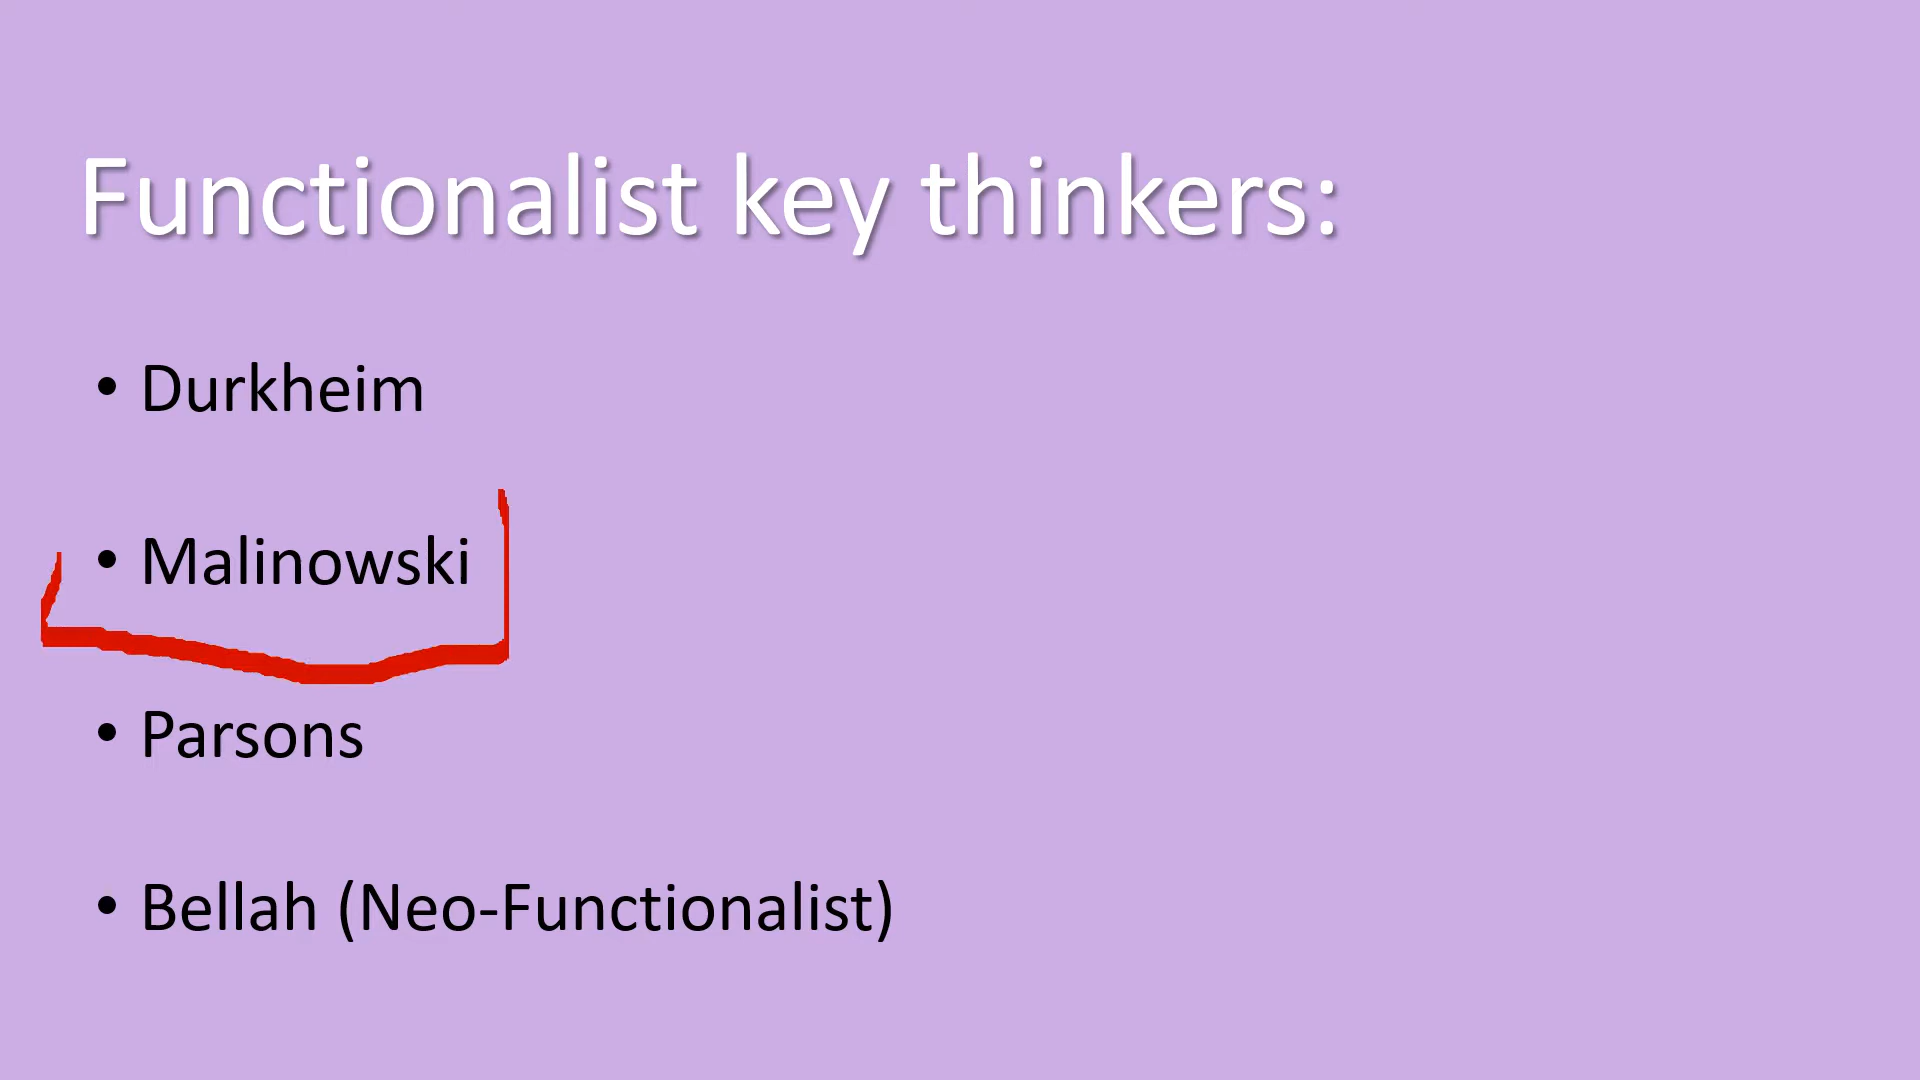 Functionalist key thinkers:
• Durkheim
• Malinowski
• Parsons
• Bellah (Neo-Functionalist)